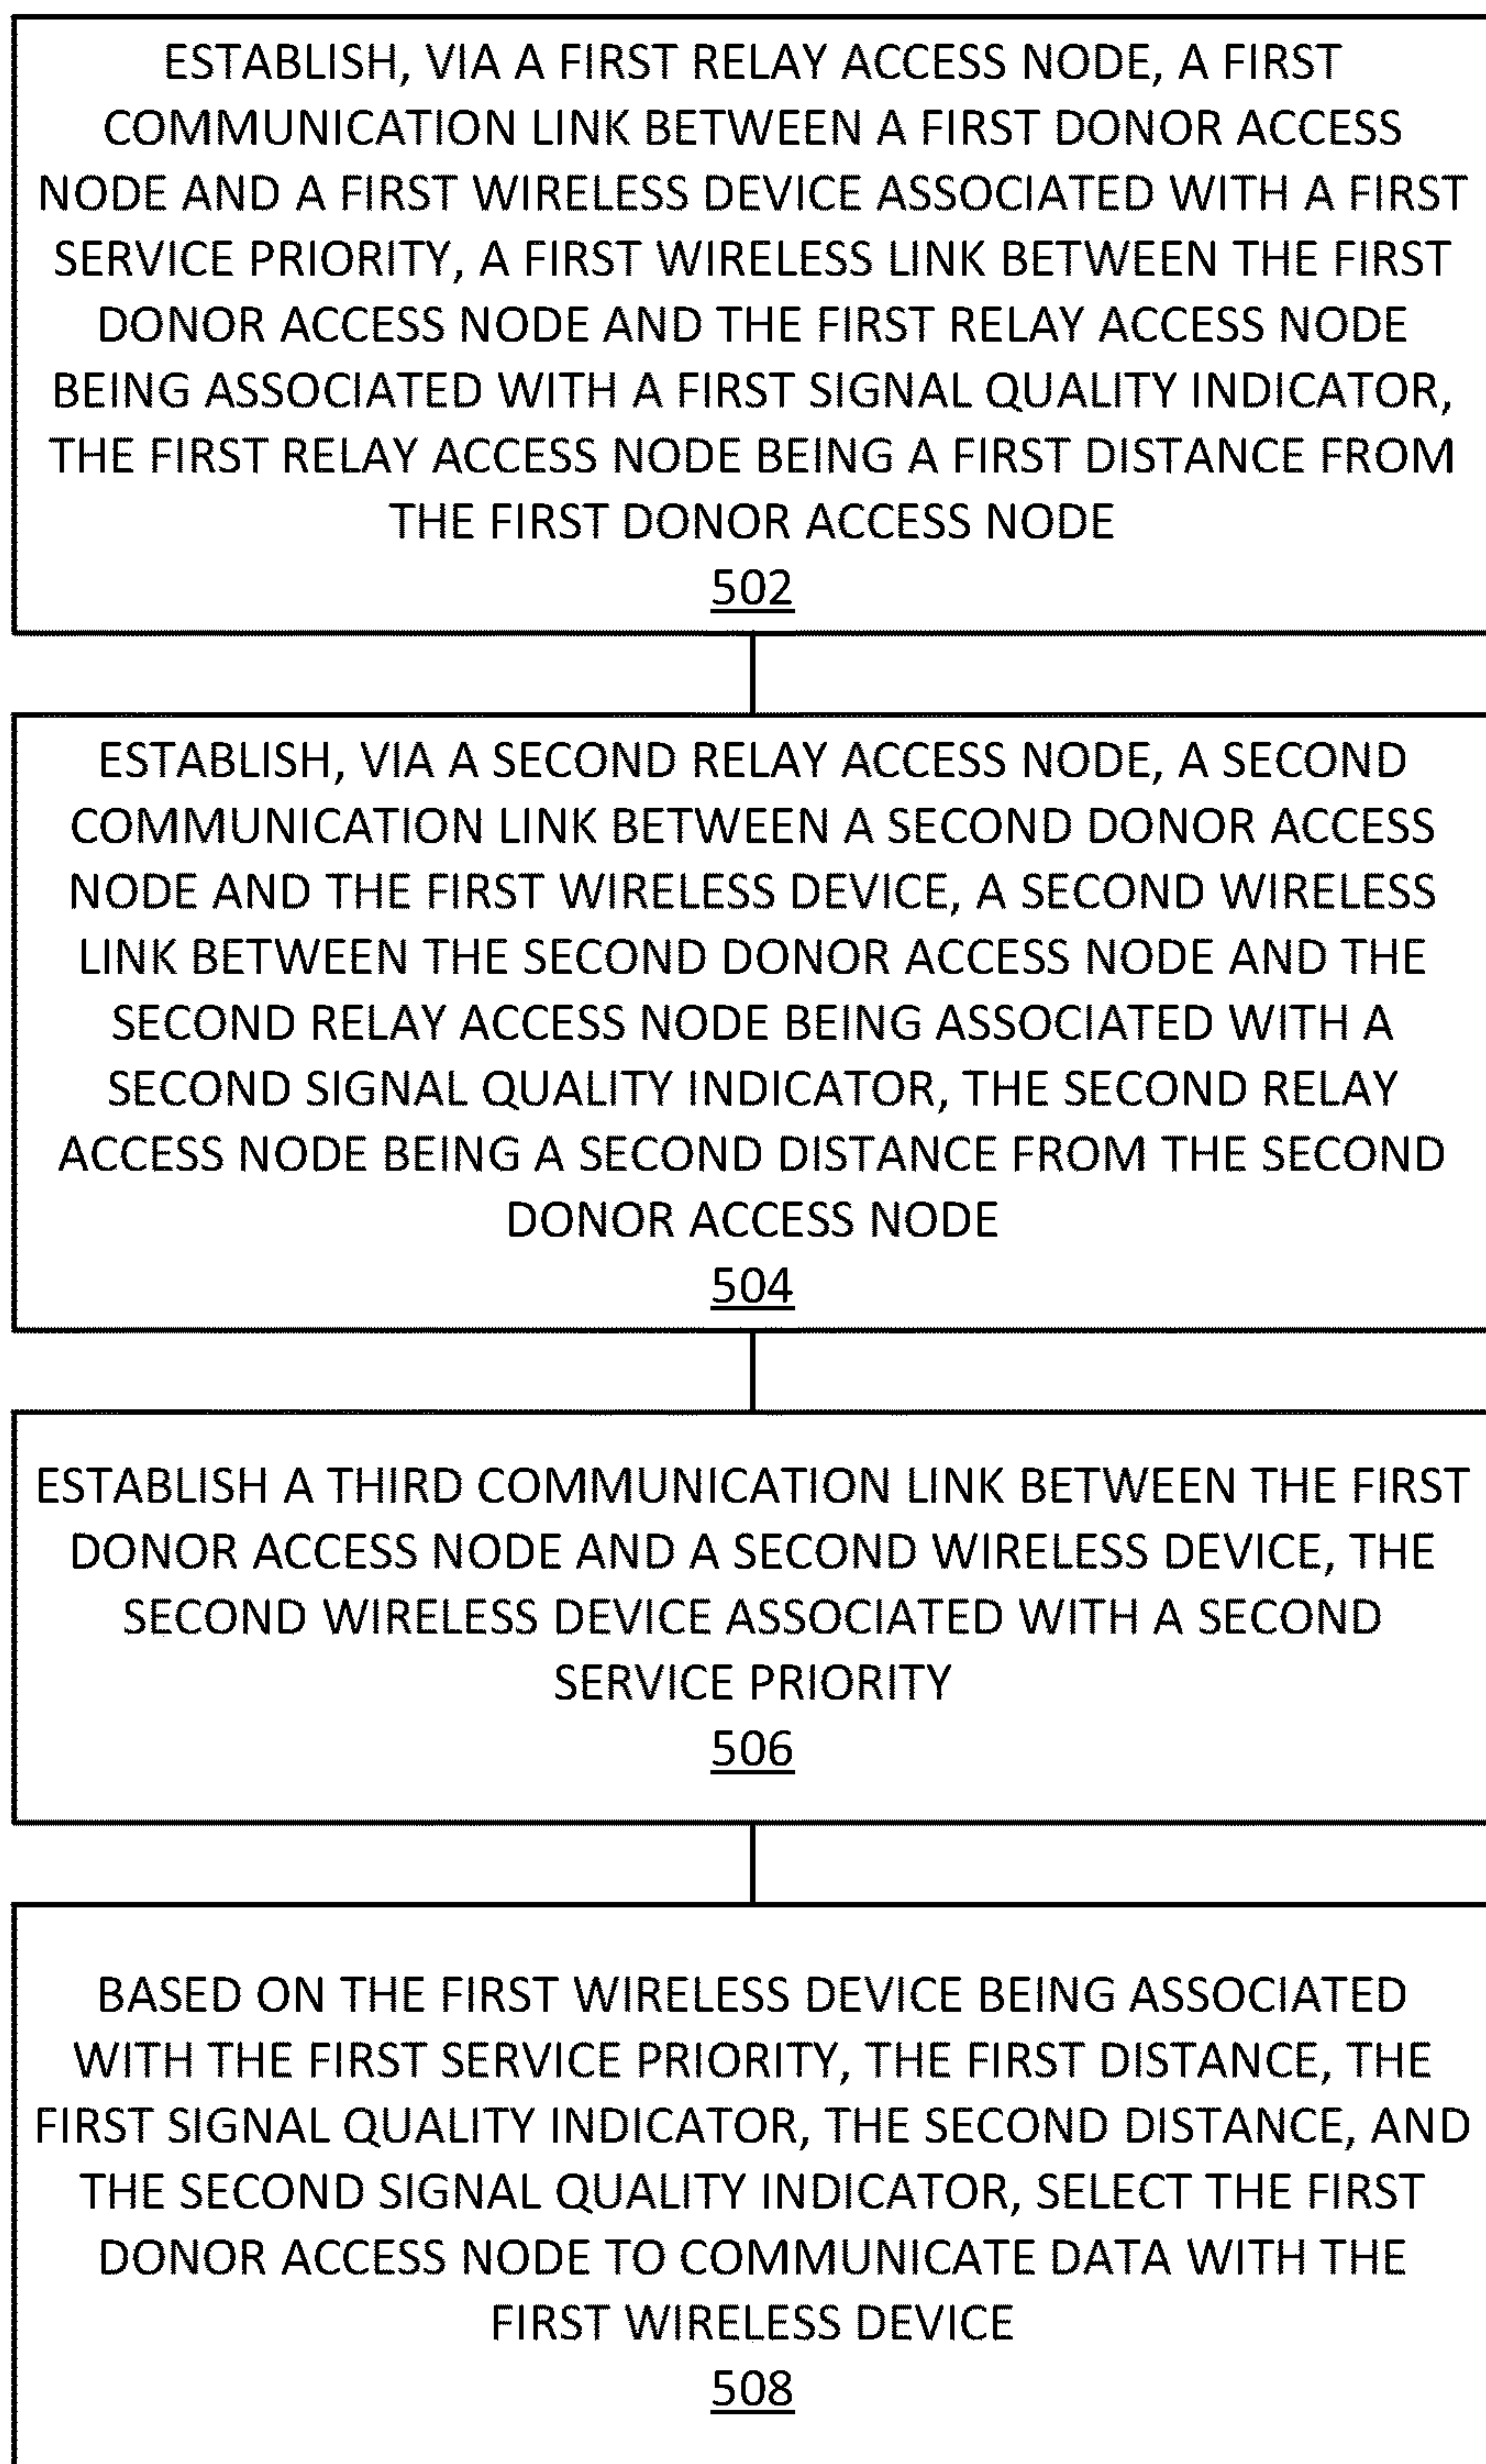 ESTABLISH, VIA A FIRST RELAY ACCESS NODE, A FIRST
COMMUNICATION LINK BETWEEN A FIRST DONOR ACCESS
NODE AND A FIRST WIRELESS DEVICE ASSOCIATED WITH A FIRST
SERVICE PRIORITY, A FIRST WIRELESS LINK BETWEEN THE FIRST
DONOR ACCESS NODE AND THE FIRST RELAY ACCESS NODE
BEING ASSOCIATED WITH A FIRST SIGNAL QUALITY INDICATOR,
THE FIRST RELAY ACCESS NODE BEING A FIRST DISTANCE FROM
THE FIRST DONOR ACCESS NODE
502
ESTABLISH, VIA A SECOND RELAY ACCESS NODE, A SECOND
COMMUNICATION LINK BETWEEN A SECOND DONOR ACCESS
NODE AND THE FIRST WIRELESS DEVICE, A SECOND WIRELESS
LINK BETWEEN THE SECOND DONOR ACCESS NODE AND THE
SECOND RELAY ACCESS NODE BEING ASSOCIATED WITH A
SECOND SIGNAL QUALITY INDICATOR, THE SECOND RELAY
ACCESS NODE BEING A SECOND DISTANCE FROM THE SECOND
DONOR ACCESS NODE
504
ESTABLISH A THIRD COMMUNICATION LINK BETWEEN THE FIRST
DONOR ACCESS NODE AND A SECOND WIRELESS DEVICE, THE
SECOND WIRELESS DEVICE ASSOCIATED WITH A SECOND
SERVICE PRIORITY
506
BASED ON THE FIRST WIRELESS DEVICE BEING ASSOCIATED
WITH THE FIRST SERVICE PRIORITY, THE FIRST DISTANCE, THE
FIRST SIGNAL QUALITY INDICATOR, THE SECOND DISTANCE, AND
THE SECOND SIGNAL QUALITY INDICATOR, SELECT THE FIRST
DONOR ACCESS NODE TO COMMUNICATE DATA WITH THE
FIRST WIRELESS DEVICE
508